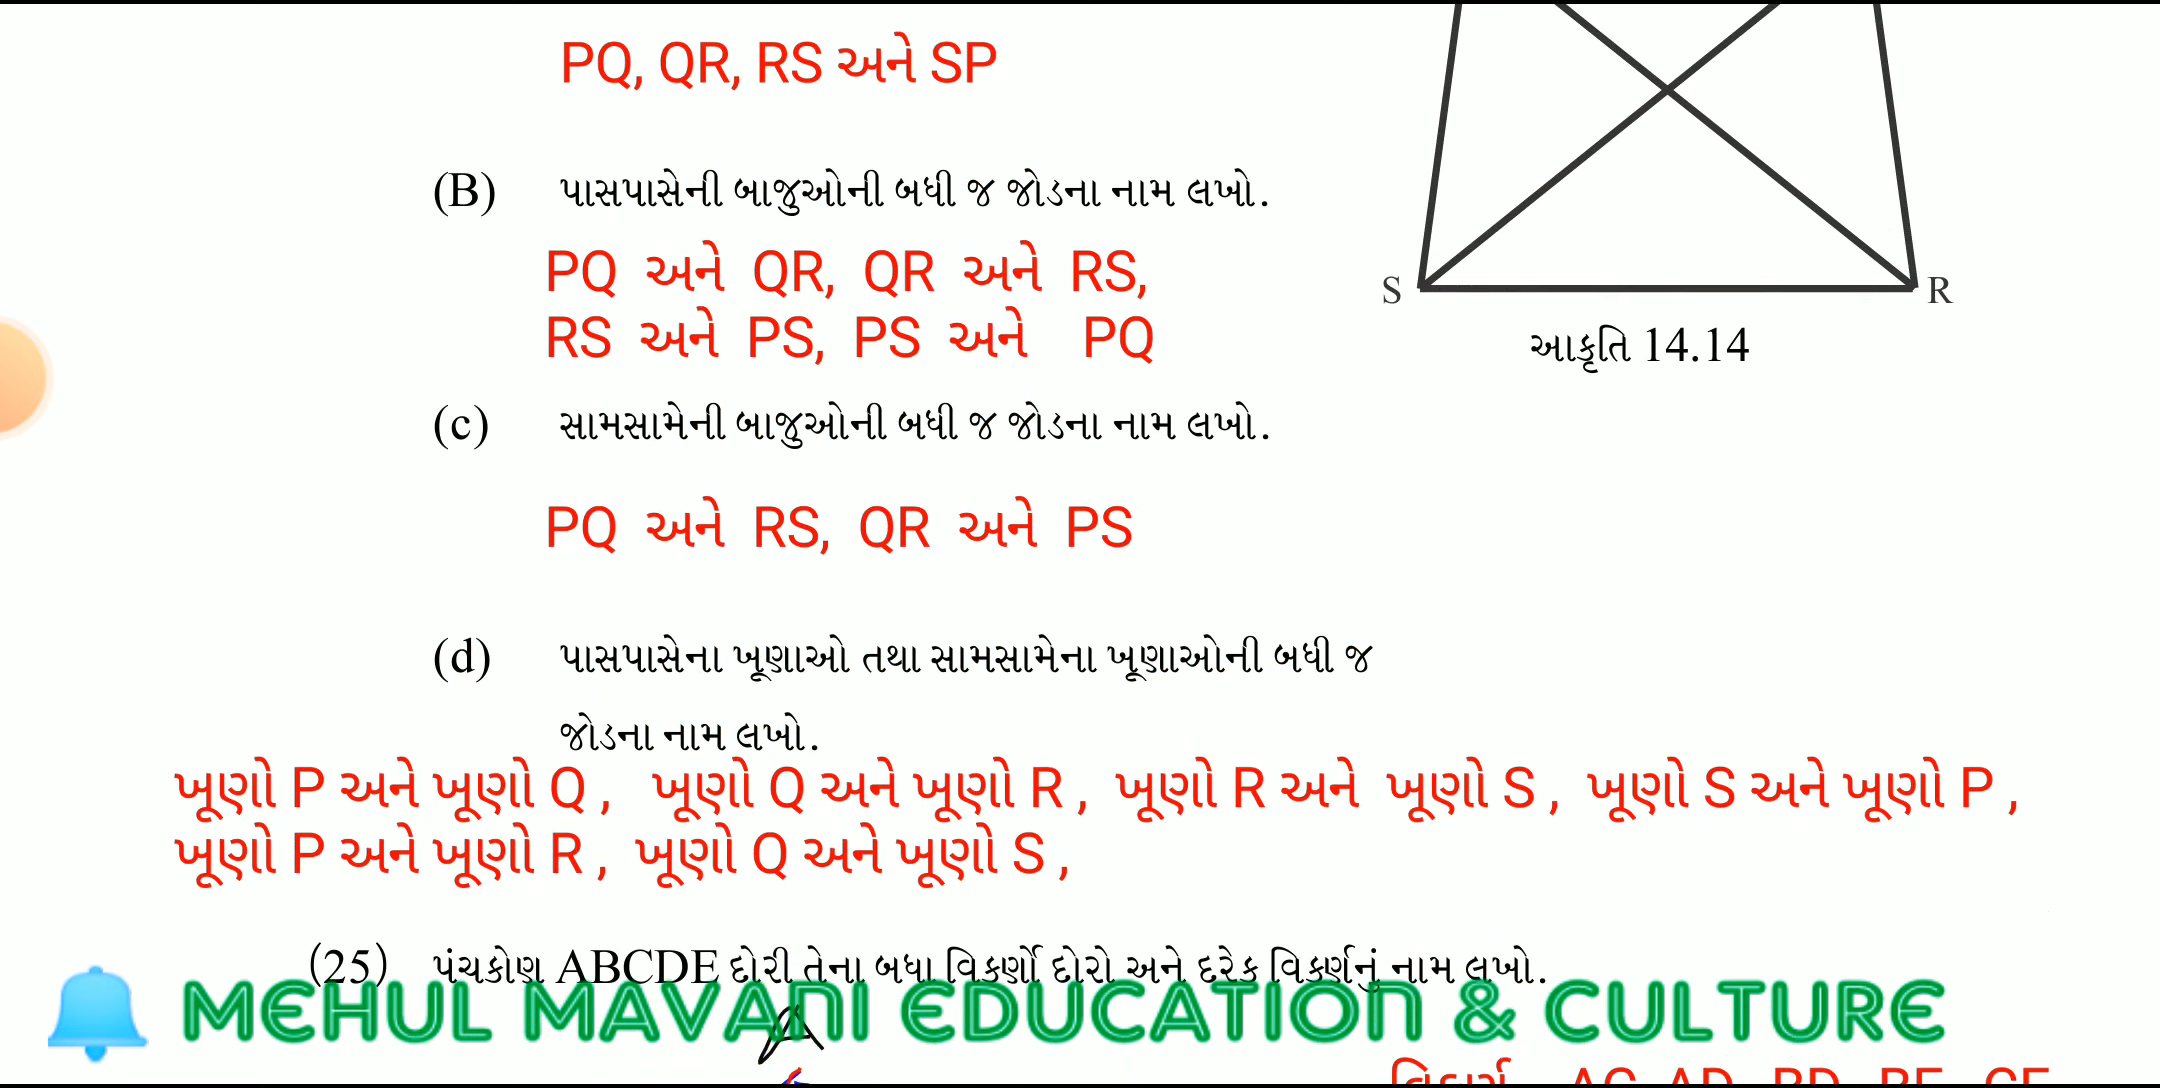 PQ, QR, RS અને SP
(B) પાસપાસેની બાજુઓની બધી જ જોડના નામ લખો.
PQ અને QR, QR અને RS,
RS અને PS, PS અને PQ
S R
આકૃતિ 14.14
(c) સામસામેની બાજુઓની બધી જ જોડના નામ લખો.
PQ અને RS, QR અને PS
(d) પાસપાસેના ખૂણાઓ તથા સામસામેના ખૂણાઓની બધી જ
જોડના નામ લખો.
ખૂણો P અને ખૂણો Q , ખૂણો Q અને ખૂણો R , ખૂણો R અને ખૂણો S , ખૂણો S અને ખૂણો P ,
ખૂણો P અને ખૂણો R , ખૂણો Q અને ખૂણો S ,
(25) પંચકોણ ABCDE દોરી તેના બધા વિકર્ણો દોરો અને દરેક વિકર્ણનું નામ લખો.
MEHUL MAVANI EDUCATION & CULTURE
A